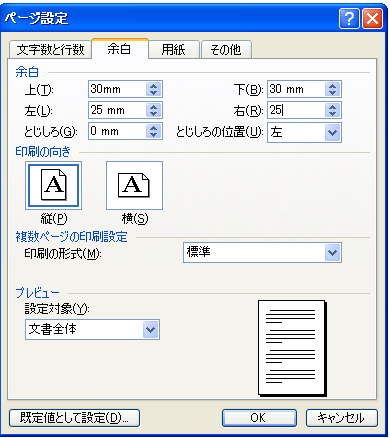 ページ設定
文字数と行数 余白 用紙 その他
余白
上(T): 30mm 下(B): 30 mm
左(L): 25 mm 右(R): 25
とじしろ(G): 0 mm とじしろの位置(U): 左
印刷の向き
A A
縦(P) 横(S)
複数ページの印刷設定
印刷の形式(M): 標準
プレビュー
設定対象(Y):
文書全体
既定値として設定(D)... OK キャンセル